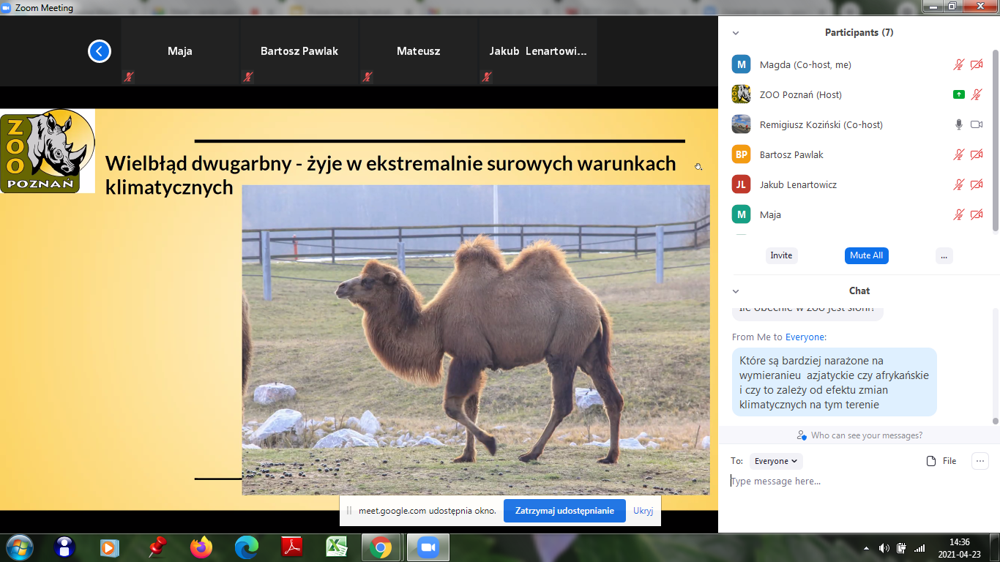 Zoom Meeting
Maja
Bartosz Pawlak
Mateusz
Jakub Lenartowi...
ZOO
POZNAŃ
Wielbłąd dwugarbny - żyje w ekstremalnie surowych warunkach
klimatycznych
meet.google.com udostępnia okno.
Zatrzymaj udostępnianie
Ukryj
Participants (7)
M
Magda (Co-host, me)
ZOO Poznań (Host)
Remigiusz Koziński (Co-host)
BP
Bartosz Pawlak
JL
Jakub Lenartowicz
M
Maja
Invite
Mute All
...
Chat
Ile obecnie w zoo jest słoni?
From Me to Everyone:
Które są bardziej narażone na
wymieranieu azjatyckie czy afrykańskie
i czy to zależy od efektu zmian
klimatycznych na tym terenie
Who can see your messages?
To:
Everyone
File
Type message here...
14:36
2021-04-23